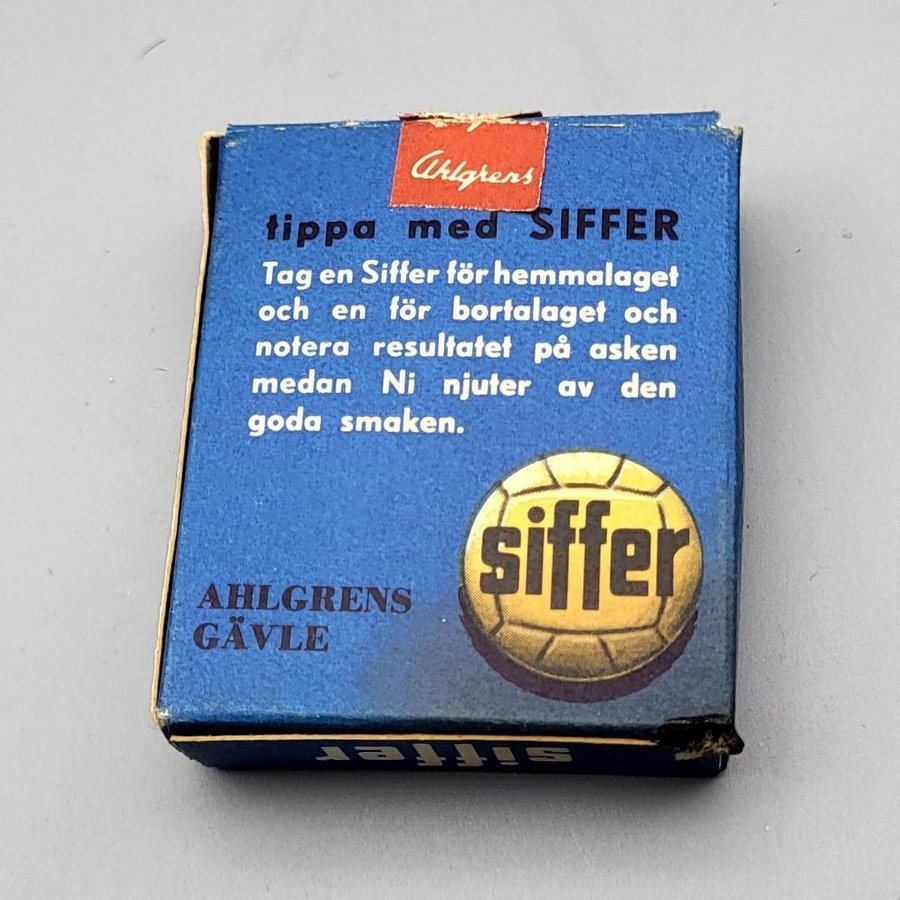 Ahlgrens
tippa med SIFFER
Tag en Siffer för hemmalaget
och en för bortalaget och
notera resultatet på asken
medan Ni njuter av den
goda smaken.
siffer
AHLGRENS
GÄVLE
siffer